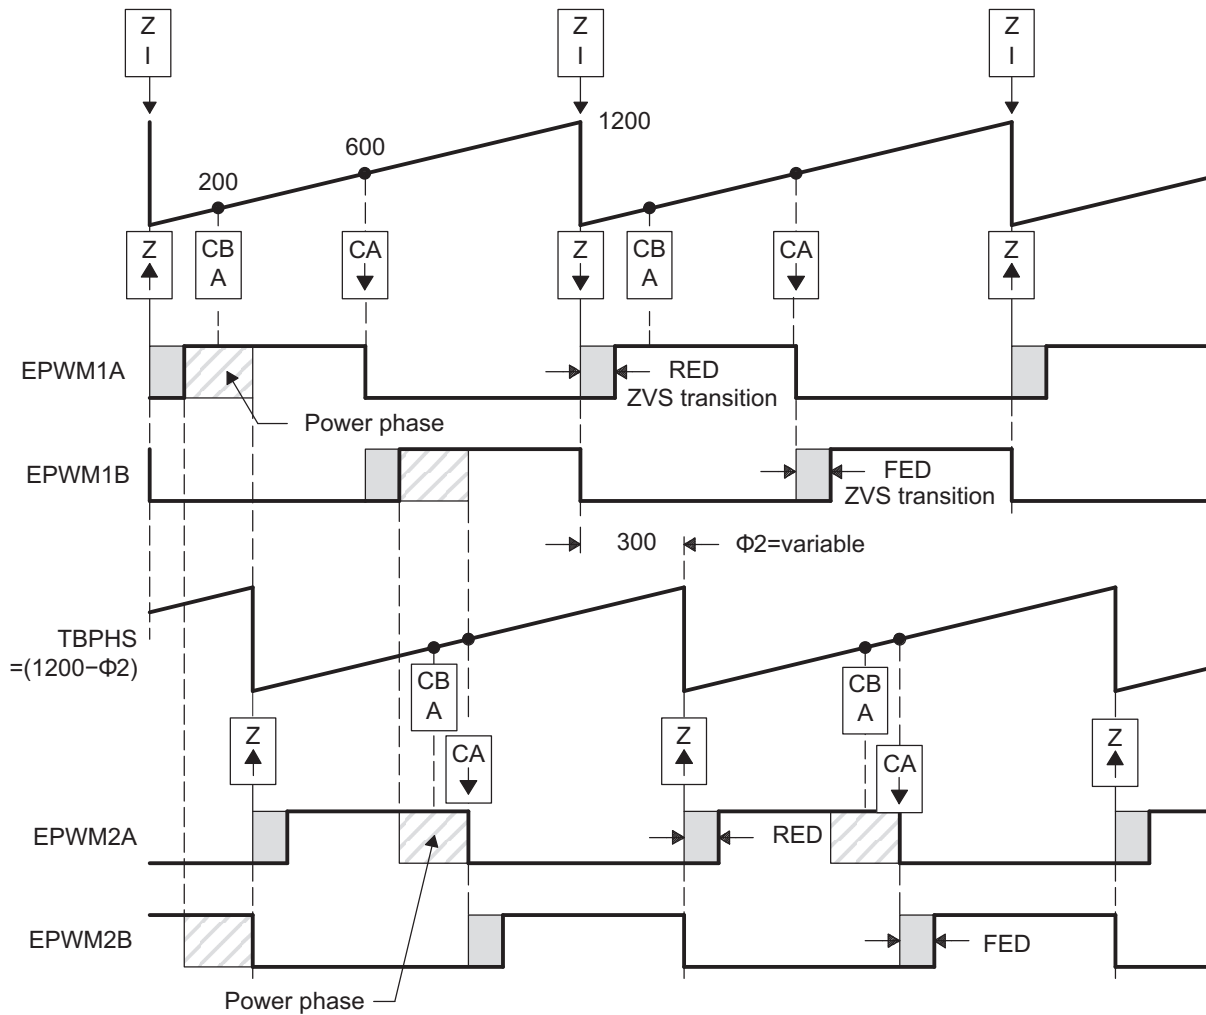 Z
I
Z
I
Z
I
1200
600
200
Z
CB
A
CA
Z
CB
A
CA
Z
EPWM1A
RED
ZVS transition
Power phase
EPWM1B
FED
ZVS transition
300
Φ2=variable
TBPHS
=(1200−Φ2)
CB
A
CB
A
Z
CA
Z
CA
Z
EPWM2A
RED
EPWM2B
FED
Power phase